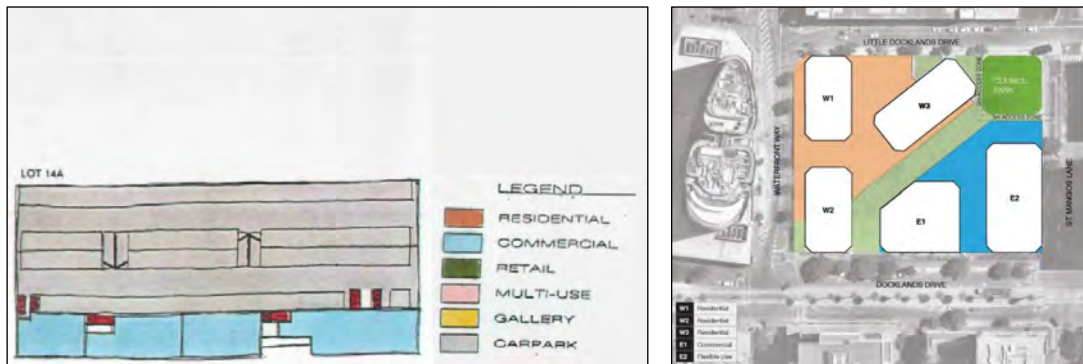 LOT 14A
LEGEND
RESIDENTIAL
COMMERCIAL
RETAIL
MULTI-USE
GALLERY
CARPARK
LITTLE DOCKLANDS DRIVE
WATERFRONT WAY
ST MANGOS LANE
DOCKLANDS DRIVE
W1
W2
W3
E1
E2
W1 Residential
W2 Residential
W3 Residential
E1 Commercial
E2 Flexible Use